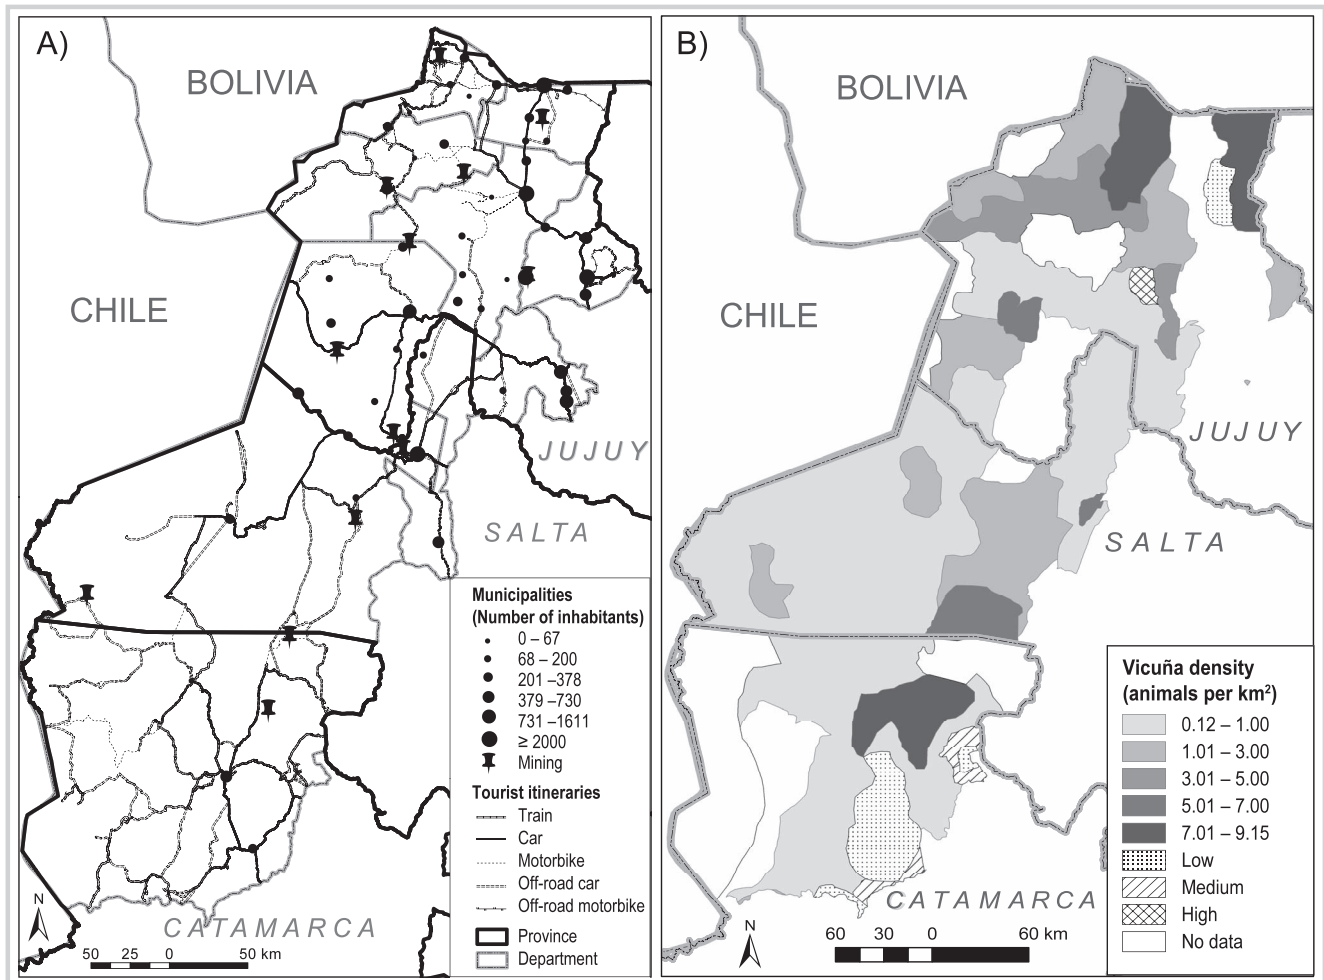 A)
BOLIVIA
CHILE
JUJUY
SALTA
CATAMARCA
Municipalities
(Number of inhabitants)
0 – 67
68 – 200
201 –378
379 –730
731 –1611
≥ 2000
Mining
Tourist itineraries
Train
Car
Motorbike
Off-road car
Off-road motorbike
Province
Department
N
50 25 0 50 km
B)
BOLIVIA
CHILE
JUJUY
SALTA
CATAMARCA
Vicuña density
(animals per km²)
0.12 – 1.00
1.01 – 3.00
3.01 – 5.00
5.01 – 7.00
7.01 – 9.15
Low
Medium
High
No data
N
60 30 0 60 km